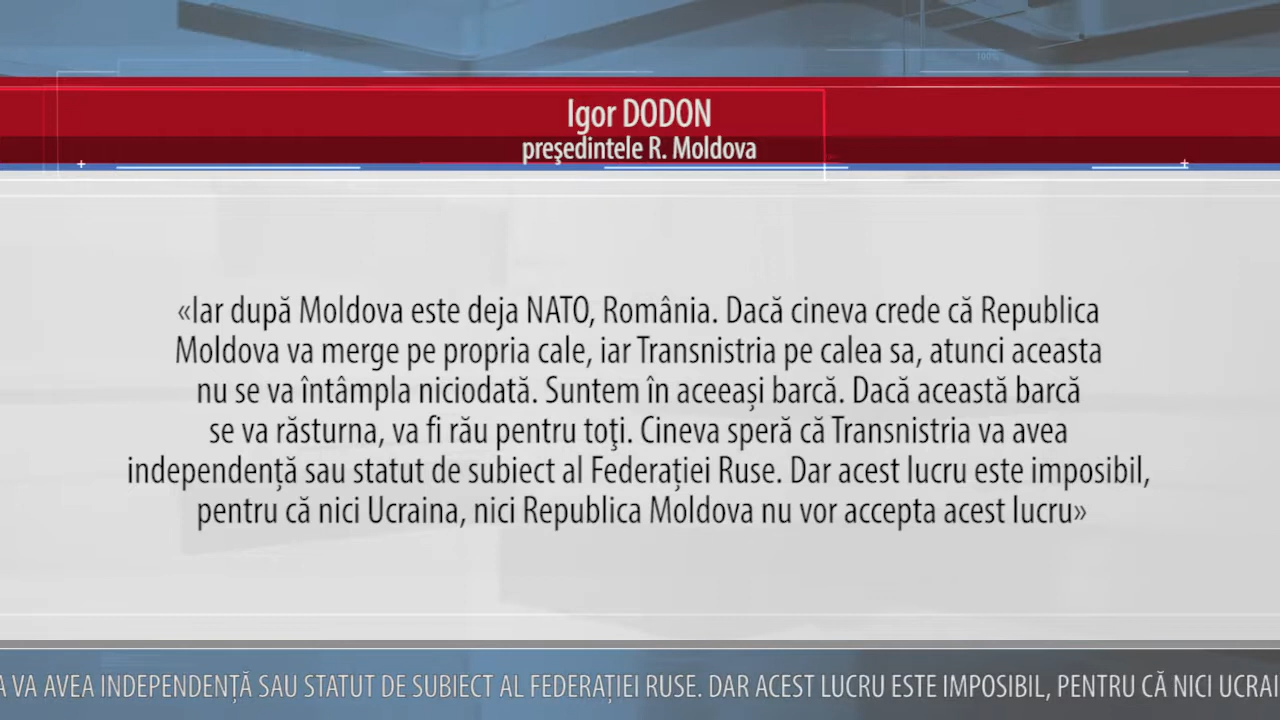 100%
Igor DODON
preşedintele R. Moldova
«Iar după Moldova este deja NATO, România. Dacă cineva crede că Republica
Moldova va merge pe propria cale, iar Transnistria pe calea sa, atunci aceasta
nu se va întâmpla niciodată. Suntem în aceeași barcă. Dacă această barcă
se va răsturna, va fi rău pentru toţi. Cineva speră că Transnistria va avea
independență sau statut de subiect al Federației Ruse. Dar acest lucru este imposibil,
pentru că nici Ucraina, nici Republica Moldova nu vor accepta acest lucru»
A VA AVEA INDEPENDENȚĂ SAU STATUT DE SUBIECT AL FEDERAȚIEI RUSE. DAR ACEST LUCRU ESTE IMPOSIBIL, PENTRU CĂ NICI UCRAI